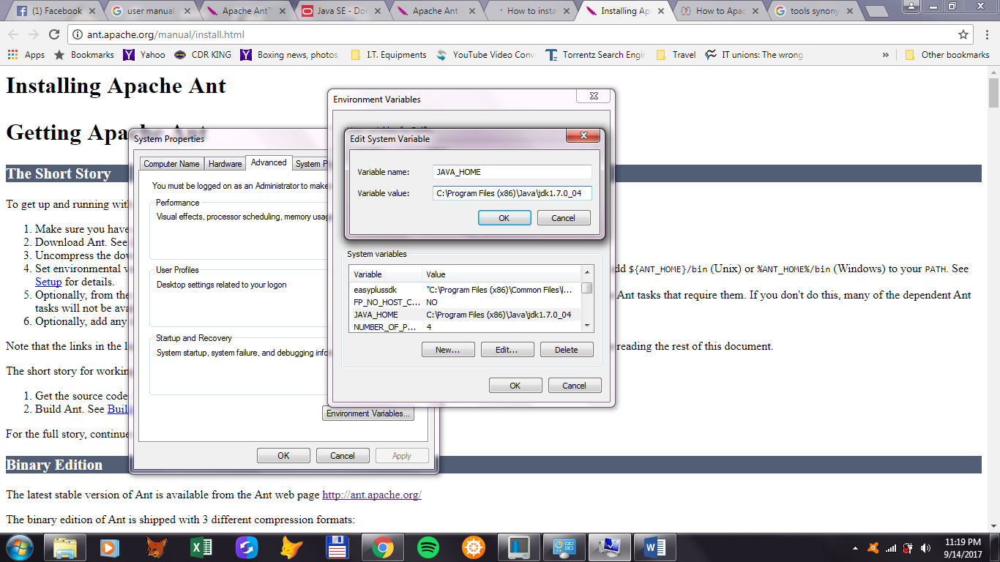 (1) Facebook
user manual
Apache Ant™
Java SE - Dow
Apache Ant -
How to insta
Installing Ap
How to Apac
tools synony
ant.apache.org/manual/install.html
Apps
Bookmarks
Yahoo
CDR KING
Boxing news, photos,
I.T. Equipments
YouTube Video Conv
Torrentz Search Engin
Travel
IT unions: The wrong
»
Other bookmarks
Installing Apache Ant
Getting Apache Ant
The Short Story
To get up and running with
1. Make sure you have
2. Download Ant. See
3. Uncompress the dow
4. Set environmental v
dd ${ANT_HOME}/bin (Unix) or %ANT_HOME%/bin (Windows) to your PATH. See
Setup for details.
5. Optionally, from the
Ant tasks that require them. If you don't do this, many of the dependent Ant
tasks will not be ava
6. Optionally, add any
Note that the links in the l
reading the rest of this document.
The short story for workin
1. Get the source code
2. Build Ant. See Buil
For the full story, continue
Binary Edition
The latest stable version of Ant is available from the Ant web page http://ant.apache.org/
The binary edition of Ant is shipped with 3 different compression formats:
System Properties
Computer Name
Hardware
Advanced
System P
You must be logged on as an Administrator to make
Performance
Visual effects, processor scheduling, memory usag
User Profiles
Desktop settings related to your logon
Startup and Recovery
System startup, system failure, and debugging info
Environment Variables...
OK
Cancel
Apply
Environment Variables
Edit System Variable
Variable name:
JAVA_HOME
Variable value:
C:\Program Files (x86)\Java\jdk1.7.0_04
OK
Cancel
System variables
Variable
Value
easyplussdk
"C:\Program Files (x86)\Common Files\l...
FP_NO_HOST_C...
NO
JAVA_HOME
C:\Program Files (x86)\Java\jdk1.7.0_04
NUMBER_OF_P...
4
New...
Edit...
Delete
OK
Cancel
11:19 PM
9/14/2017